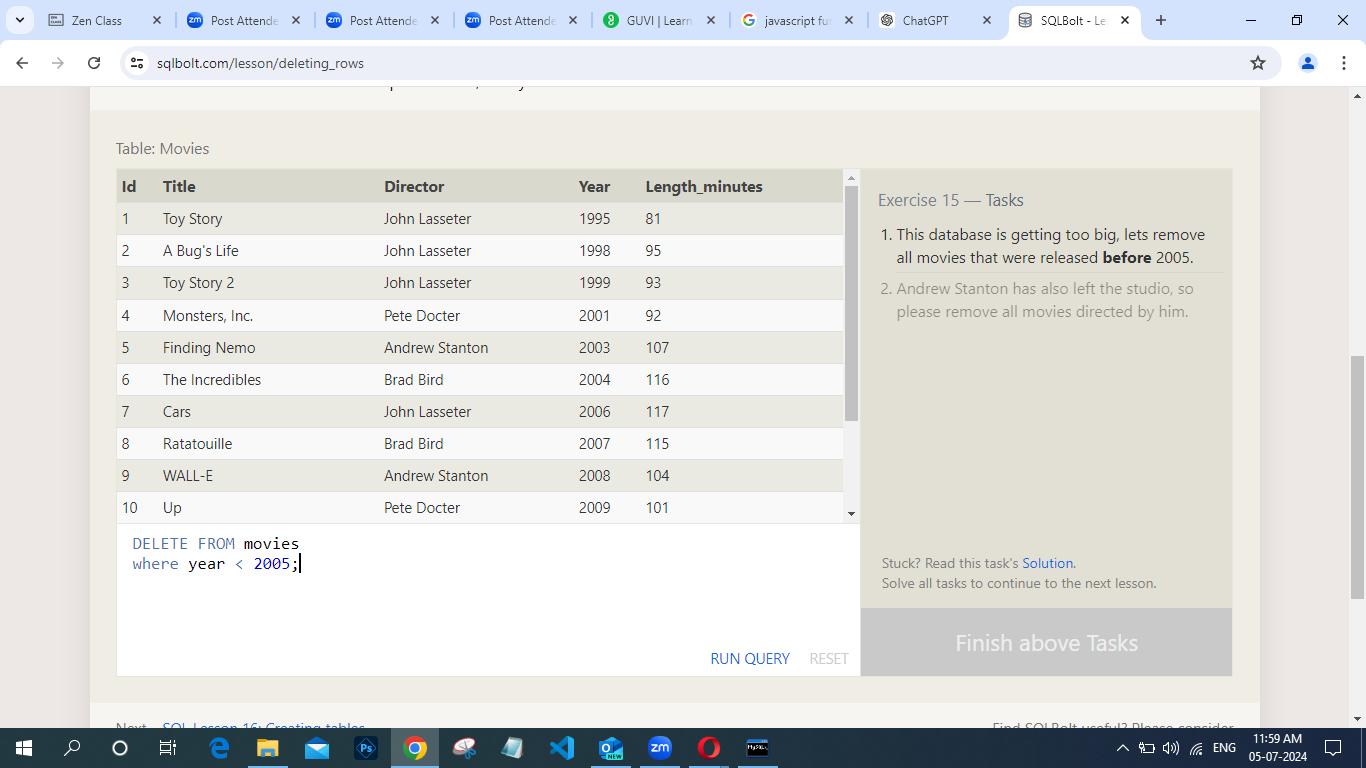 Zen Class
Post Attende
Post Attende
Post Attende
GUVI | Learn
javascript fur
ChatGPT
SQLBolt - Le
sqlbolt.com/lesson/deleting_rows
Table: Movies
Id Title Director Year Length_minutes
1 Toy Story John Lasseter 1995 81
2 A Bug's Life John Lasseter 1998 95
3 Toy Story 2 John Lasseter 1999 93
4 Monsters, Inc. Pete Docter 2001 92
5 Finding Nemo Andrew Stanton 2003 107
6 The Incredibles Brad Bird 2004 116
7 Cars John Lasseter 2006 117
8 Ratatouille Brad Bird 2007 115
9 WALL-E Andrew Stanton 2008 104
10 Up Pete Docter 2009 101
DELETE FROM movies
where year < 2005;
RUN QUERY RESET
Exercise 15 — Tasks
1. This database is getting too big, lets remove
all movies that were released before 2005.
2. Andrew Stanton has also left the studio, so
please remove all movies directed by him.
Stuck? Read this task's Solution.
Solve all tasks to continue to the next lesson.
Finish above Tasks
Next – SQL Lesson 16: Creating tables
Find SQLBolt useful? Please consider
ENG
11:59 AM
05-07-2024